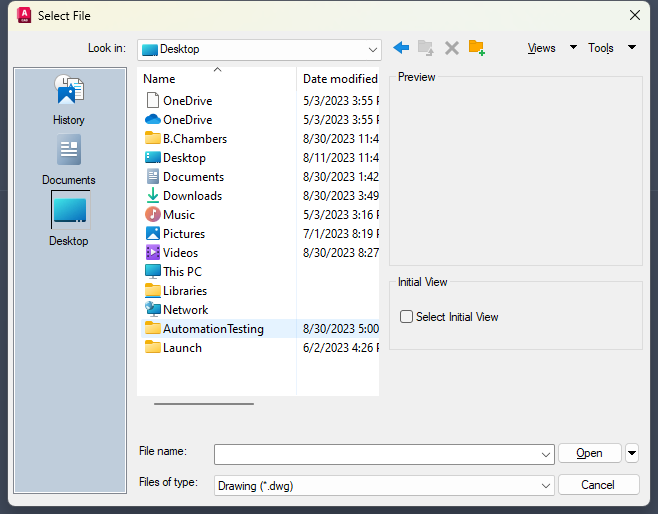 Select File
Look in: Desktop Views Tools
History
Documents
Desktop
Name Date modified
OneDrive 5/3/2023 3:55 P
OneDrive 5/3/2023 3:55 P
B.Chambers 8/30/2023 11:4
Desktop 8/11/2023 11:4
Documents 8/30/2023 1:42
Downloads 8/30/2023 3:49
Music 5/3/2023 3:16 P
Pictures 7/1/2023 8:19 P
Videos 8/30/2023 8:27
This PC
Libraries
Network
AutomationTesting 8/30/2023 5:00
Launch 6/2/2023 4:26 P
Preview
Initial View
Select Initial View
File name: Open
Files of type: Drawing (*.dwg) Cancel